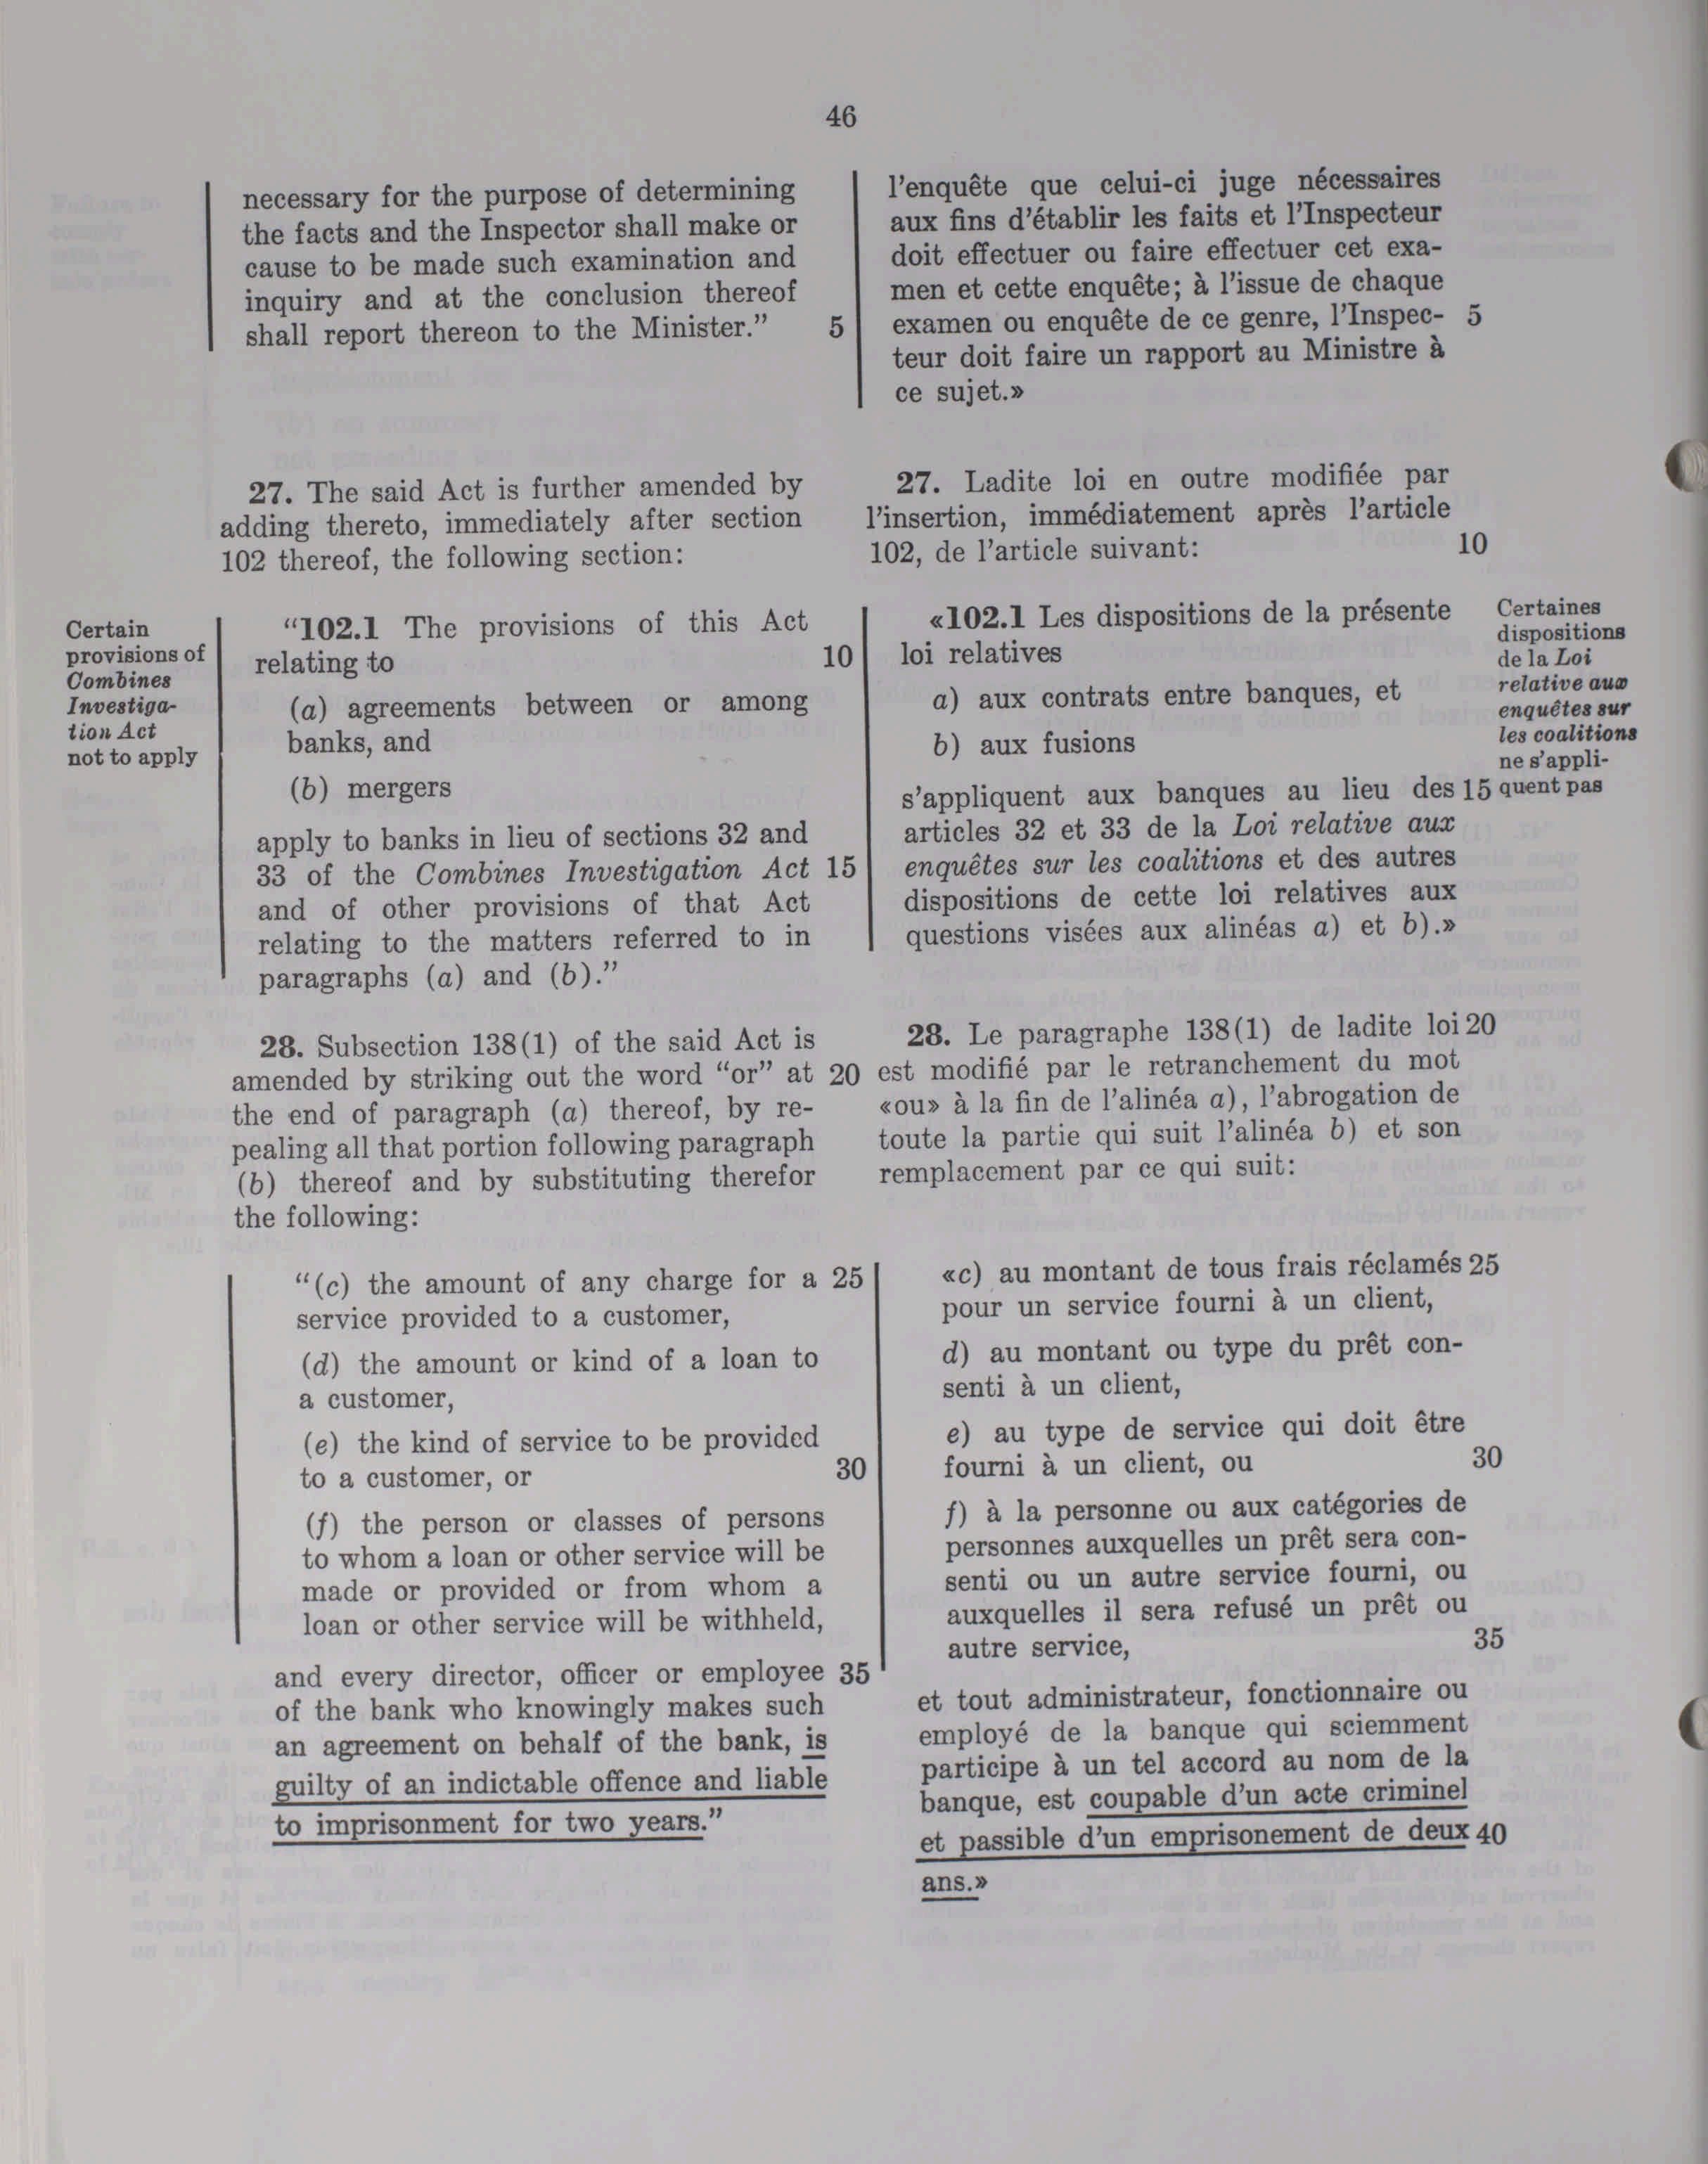 46
necessary for the purpose of determining
the facts and the Inspector shall make or
cause to be made such examination and
inquiry and at the conclusion thereof
shall report thereon to the Minister.” 5
27. The said Act is further amended by
adding thereto, immediately after section
102 thereof, the following section:
Certain
provisions of
Combines
Investiga-
tion Act
not to apply
“102.1 The provisions of this Act
relating to 10
(a) agreements between or among
banks, and
(b) mergers
apply to banks in lieu of sections 32 and
33 of the Combines Investigation Act 15
and of other provisions of that Act
relating to the matters referred to in
paragraphs (a) and (b).”
28. Subsection 138(1) of the said Act is
amended by striking out the word “or” at 20
the end of paragraph (a) thereof, by re-
pealing all that portion following paragraph
(b) thereof and by substituting therefor
the following:
“(c) the amount of any charge for a 25
service provided to a customer,
(d) the amount or kind of a loan to
a customer,
(e) the kind of service to be provided
to a customer, or 30
(f) the person or classes of persons
to whom a loan or other service will be
made or provided or from whom a
loan or other service will be withheld,
and every director, officer or employee 35
of the bank who knowingly makes such
an agreement on behalf of the bank, is
guilty of an indictable offence and liable
to imprisonment for two years.”
l’enquête que celui-ci juge nécessaires
aux fins d’établir les faits et l’Inspecteur
doit effectuer ou faire effectuer cet exa-
men et cette enquête; à l’issue de chaque
examen ou enquête de ce genre, l’Inspec- 5
teur doit faire un rapport au Ministre à
ce sujet.»
27. Ladite loi en outre modifiée par
l’insertion, immédiatement après l’article
102, de l’article suivant: 10
«102.1 Les dispositions de la présente
loi relatives
a) aux contrats entre banques, et
b) aux fusions
s’appliquent aux banques au lieu des 15
articles 32 et 33 de la Loi relative aux
enquêtes sur les coalitions et des autres
dispositions de cette loi relatives aux
questions visées aux alinéas a) et b).»
Certaines
dispositions
de la Loi
relative aux
enquêtes sur
les coalitions
ne s’appli-
quent pas
28. Le paragraphe 138(1) de ladite loi 20
est modifié par le retranchement du mot
«ou» à la fin de l’alinéa a), l’abrogation de
toute la partie qui suit l’alinéa b) et son
remplacement par ce qui suit:
«c) au montant de tous frais réclamés 25
pour un service fourni à un client,
d) au montant ou type du prêt con-
senti à un client,
e) au type de service qui doit être
fourni à un client, ou 30
f) à la personne ou aux catégories de
personnes auxquelles un prêt sera con-
senti ou un autre service fourni, ou
auxquelles il sera refusé un prêt ou
autre service, 35
et tout administrateur, fonctionnaire ou
employé de la banque qui sciemment
participe à un tel accord au nom de la
banque, est coupable d’un acte criminel
et passible d’un emprisonement de deux 40
ans.»